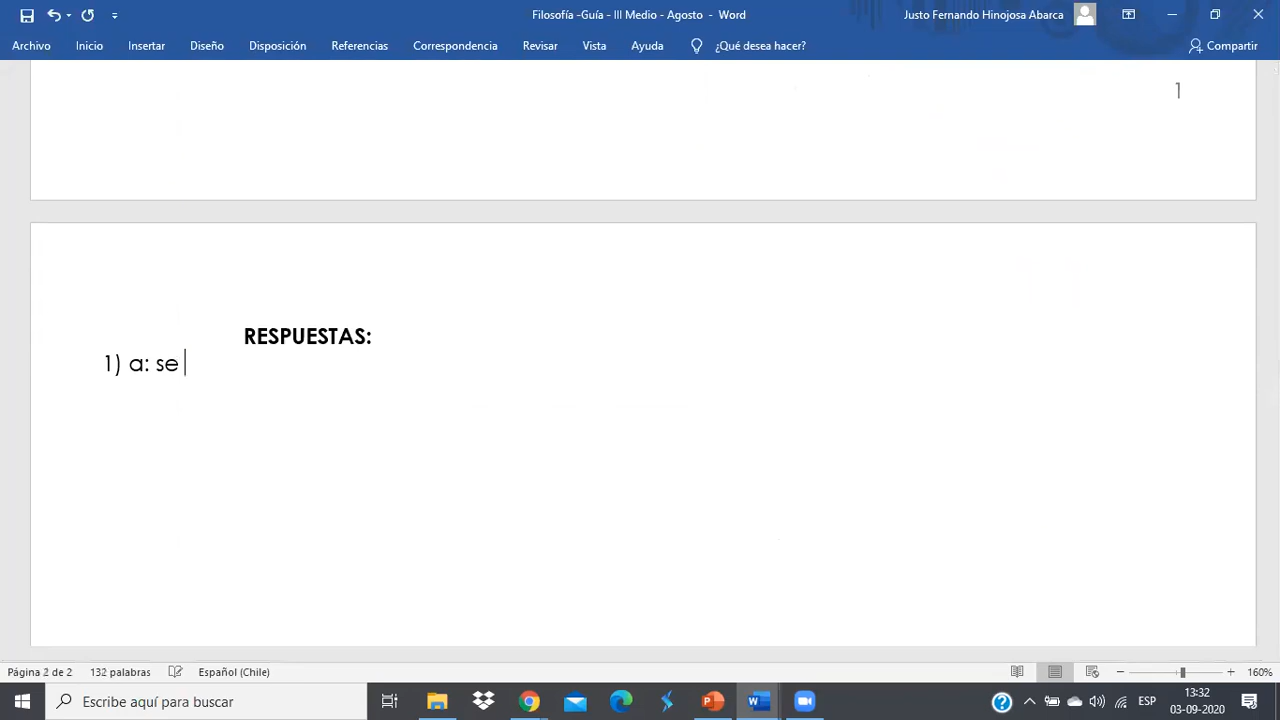 Filosofía -Guía - III Medio - Agosto - Word
Justo Fernando Hinojosa Abarca
Archivo Inicio Insertar Diseño Disposición Referencias Correspondencia Revisar Vista Ayuda ¿Qué desea hacer? Compartir
1
RESPUESTAS:
1) a: se
Página 2 de 2 132 palabras Español (Chile) 160%
Escribe aquí para buscar
ESP
13:32
03-09-2020